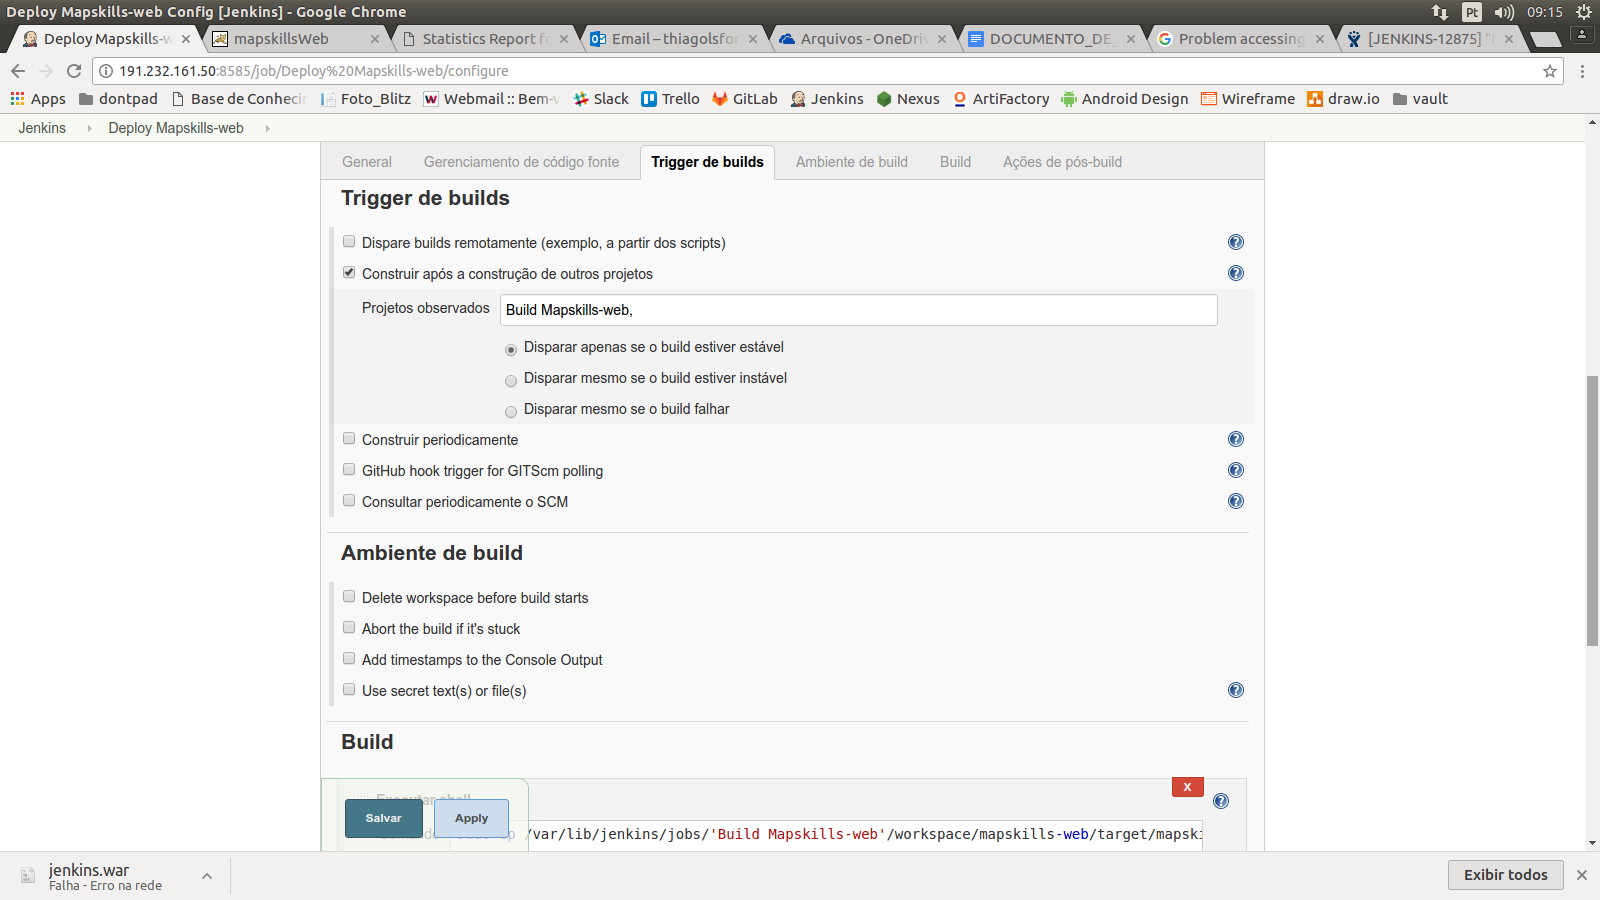 Deploy Mapskills-web Config [Jenkins] - Google Chrome
Pt
09:15
Deploy Mapskills-w
mapskillsWeb
Statistics Report fo
Email – thiagolsfor
Arquivos - OneDriv
DOCUMENTO_DE_
Problem accessing
[JENKINS-12875] "
191.232.161.50:8585/job/Deploy%20Mapskills-web/configure
Apps
dontpad
Base de Conhecin
Foto_Blitz
Webmail :: Bem-v
Slack
Trello
GitLab
Jenkins
Nexus
ArtiFactory
Android Design
Wireframe
draw.io
vault
Jenkins
Deploy Mapskills-web
General
Gerenciamento de código fonte
Trigger de builds
Ambiente de build
Build
Ações de pós-build
Trigger de builds
Dispare builds remotamente (exemplo, a partir dos scripts)
Construir após a construção de outros projetos
Projetos observados
Build Mapskills-web,
Disparar apenas se o build estiver estável
Disparar mesmo se o build estiver instável
Disparar mesmo se o build falhar
Construir periodicamente
GitHub hook trigger for GITScm polling
Consultar periodicamente o SCM
Ambiente de build
Delete workspace before build starts
Abort the build if it's stuck
Add timestamps to the Console Output
Use secret text(s) or file(s)
Build
X
Executar shell
Salvar
Apply
/var/lib/jenkins/jobs/'Build Mapskills-web'/workspace/mapskills-web/target/mapski
jenkins.war
Falha - Erro na rede
Exibir todos